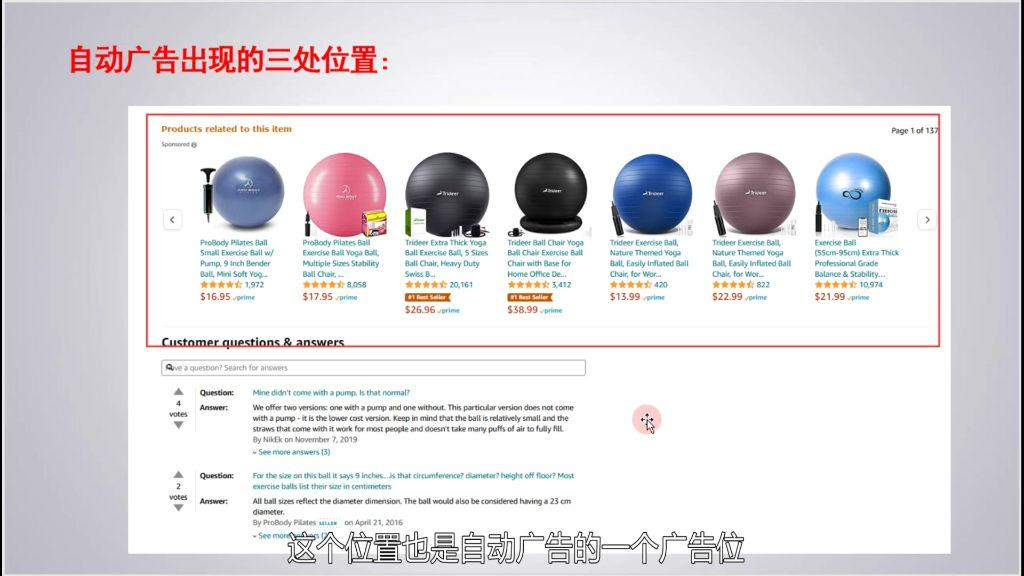 自动广告出现的三处位置：
Products related to this item
Page 1 of 137
Sponsored
ProBody Pilates Ball
Small Exercise Ball w/
Pump, 9 Inch Bender
Ball, Mini Soft Yog...
1,972
$16.95 prime
ProBody Pilates Ball
Exercise Ball Yoga Ball,
Multiple Sizes Stability
Ball Chair, ...
8,058
$17.95 prime
Trideer Extra Thick Yoga
Ball Exercise Ball, 5 Sizes
Ball Chair, Heavy Duty
Swiss B...
20,161
#1 Best Seller
$26.96 prime
Trideer Ball Chair Yoga
Ball Chair Exercise Ball
Chair with Base for
Home Office De...
3,412
#1 Best Seller
$38.99 prime
Trideer Exercise Ball,
Nature Themed Yoga
Ball, Easily Inflated Ball
Chair, for Wor...
420
$13.99 prime
Trideer Exercise Ball,
Nature Themed Yoga
Ball, Easily Inflated Ball
Chair, for Wor...
822
$22.99 prime
Exercise Ball
(55cm-95cm) Extra Thick
Professional Grade
Balance & Stability...
10,974
$21.99 prime
Customer questions & answers
ve a question? Search for answers
4
votes
Question: Mine didn't come with a pump. Is that normal?
Answer: We offer two versions: one with a pump and one without. This particular version does not come
with a pump - it is the lower cost version. Keep in mind that the ball is relatively small and the
straws that come with it work for most people and doesn't take many puffs of air to fully fill.
By NikEk on November 7, 2019
See more answers (3)
2
votes
Question: For the size on this ball it says 9 inches....is that circumference? diameter? height off floor? Most
exercise balls list their size in centimeters
Answer: All ball sizes reflect the diameter dimension. The ball would also be considered having a 23 cm
diameter.
By ProBody Pilates SELLER on April 21, 2016
See more
这个位置也是自动广告的一个广告位